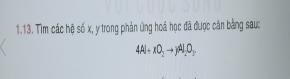 1.13. Tìm các hệ số x, y trong phản ứng hoá học đã được cân bằng sau:
4Al + xO₂ → yAl₂O₃.